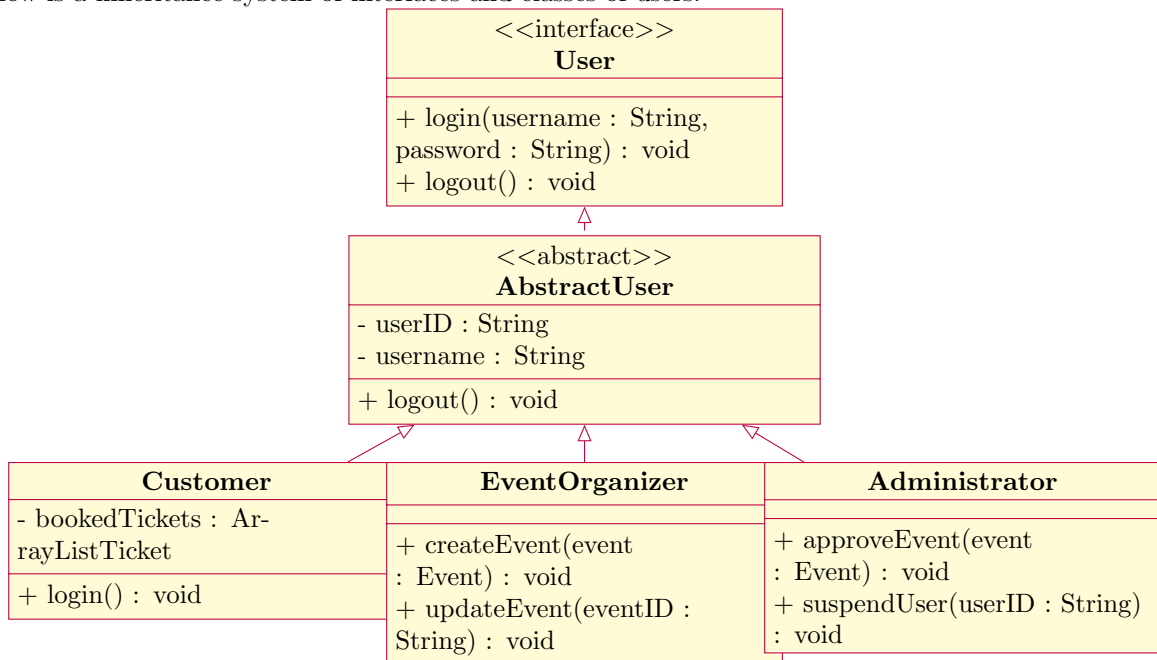 <<interface>>
User
+ login(username : String,
password : String) : void
+ logout() : void
<<abstract>>
AbstractUser
- userID : String
- username : String
+ logout() : void
Customer
- bookedTickets : Ar-
rayListTicket
+ login() : void
EventOrganizer
+ createEvent(event
: Event) : void
+ updateEvent(eventID :
String) : void
Administrator
+ approveEvent(event
: Event) : void
+ suspendUser(userID : String)
: void